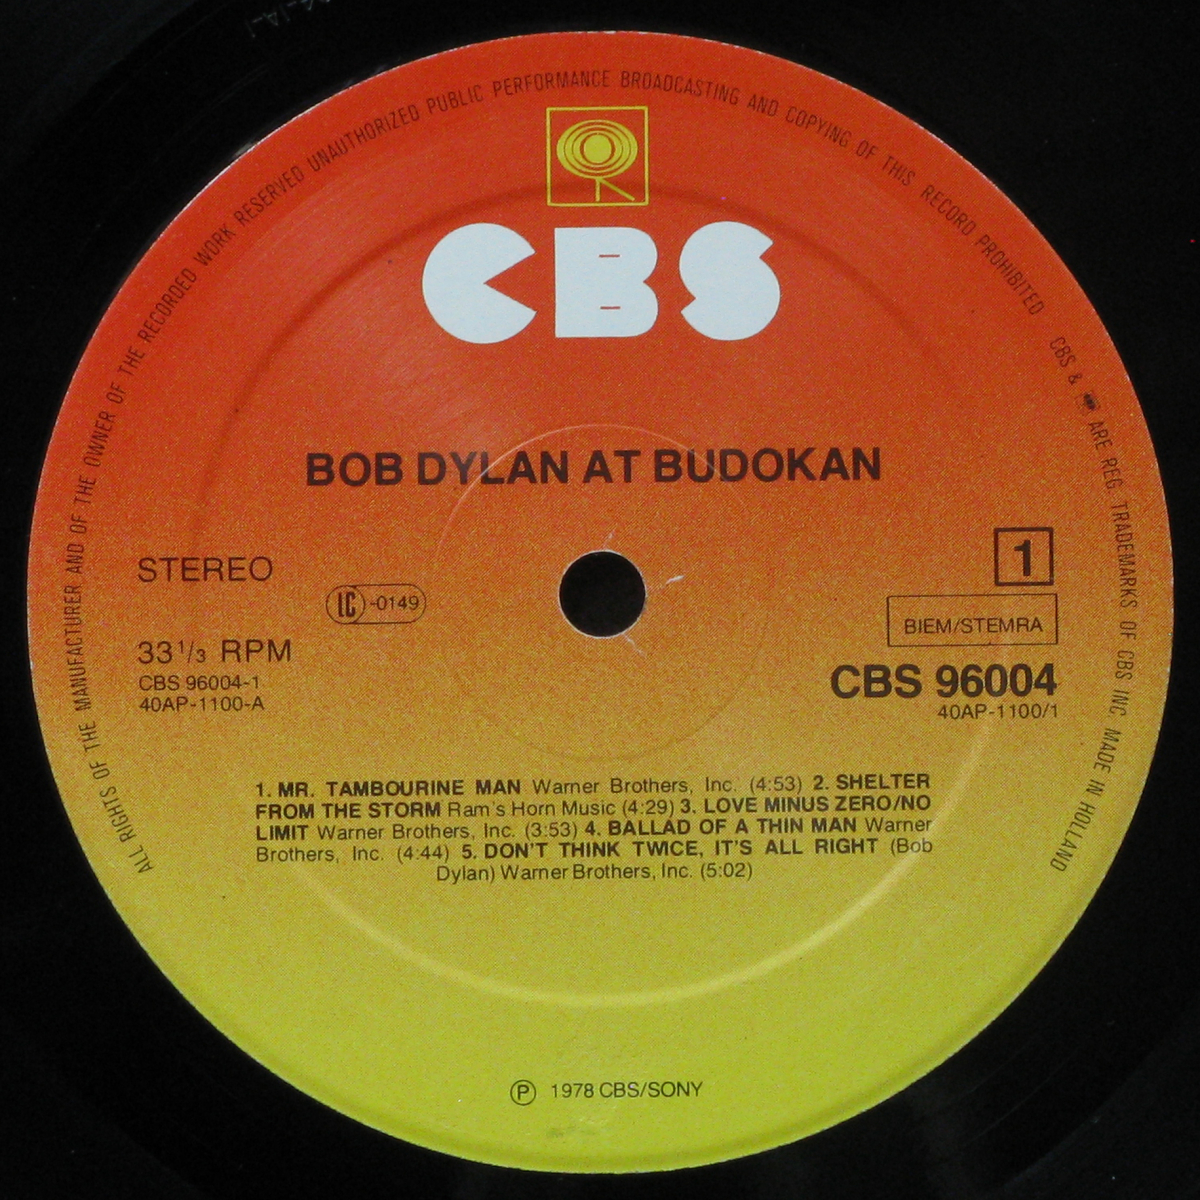 ALL RIGHTS OF THE MANUFACTURER AND OF THE OWNER OF THE RECORDED WORK RESERVED UNAUTHORIZED PUBLIC PERFORMANCE BROADCASTING AND COPYING OF THIS RECORD PROHIBITED
CBS & ARE REG. TRADEMARKS OF CBS INC. MADE IN HOLLAND
CBS
BOB DYLAN AT BUDOKAN
STEREO
LC-0149
33 1/3 RPM
CBS 96004-1
40AP-1100-A
1
BIEM/STEMRA
CBS 96004
40AP-1100/1
1. MR. TAMBOURINE MAN Warner Brothers, Inc. (4:53) 2. SHELTER
FROM THE STORM Ram's Horn Music (4:29) 3. LOVE MINUS ZERO/NO
LIMIT Warner Brothers, Inc. (3:53) 4. BALLAD OF A THIN MAN Warner
Brothers, Inc. (4:44) 5. DON'T THINK TWICE, IT'S ALL RIGHT (Bob
Dylan) Warner Brothers, Inc. (5:02)
Ⓟ 1978 CBS/SONY